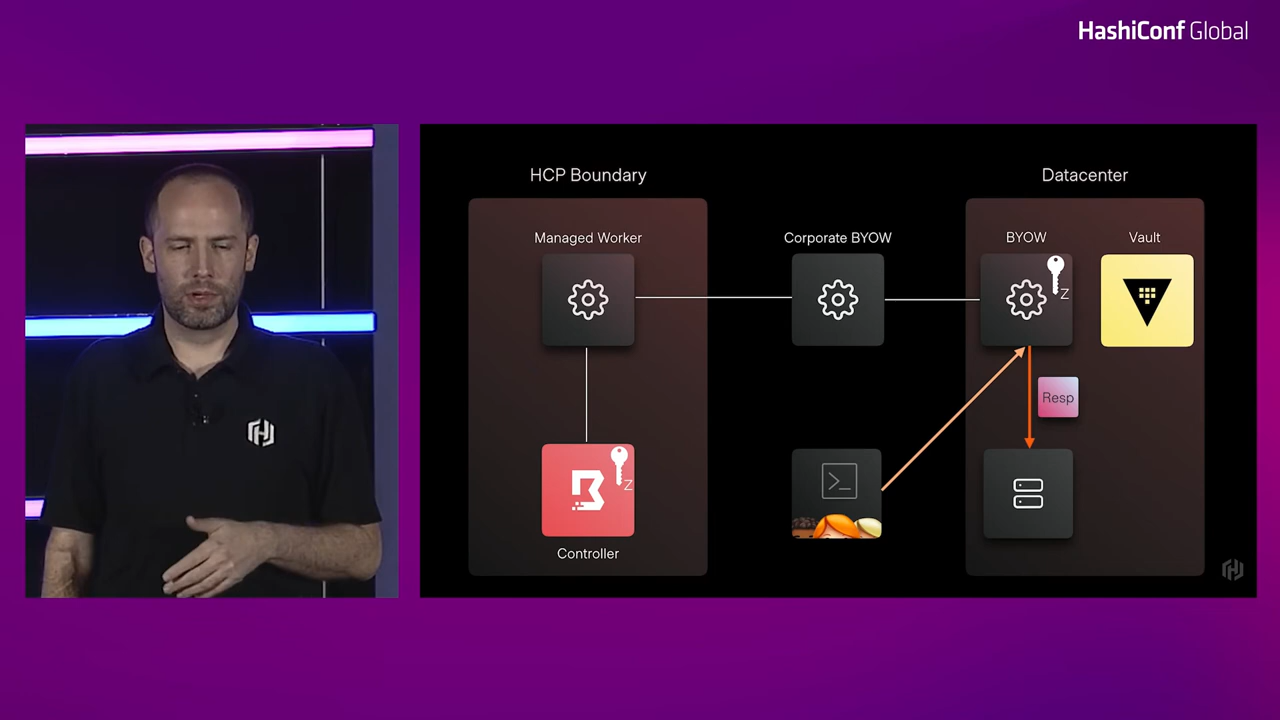 HashiConf Global
HCP Boundary
Datacenter
Managed Worker
Corporate BYOW
BYOW
Vault
Z
Resp
>_
Z
Controller